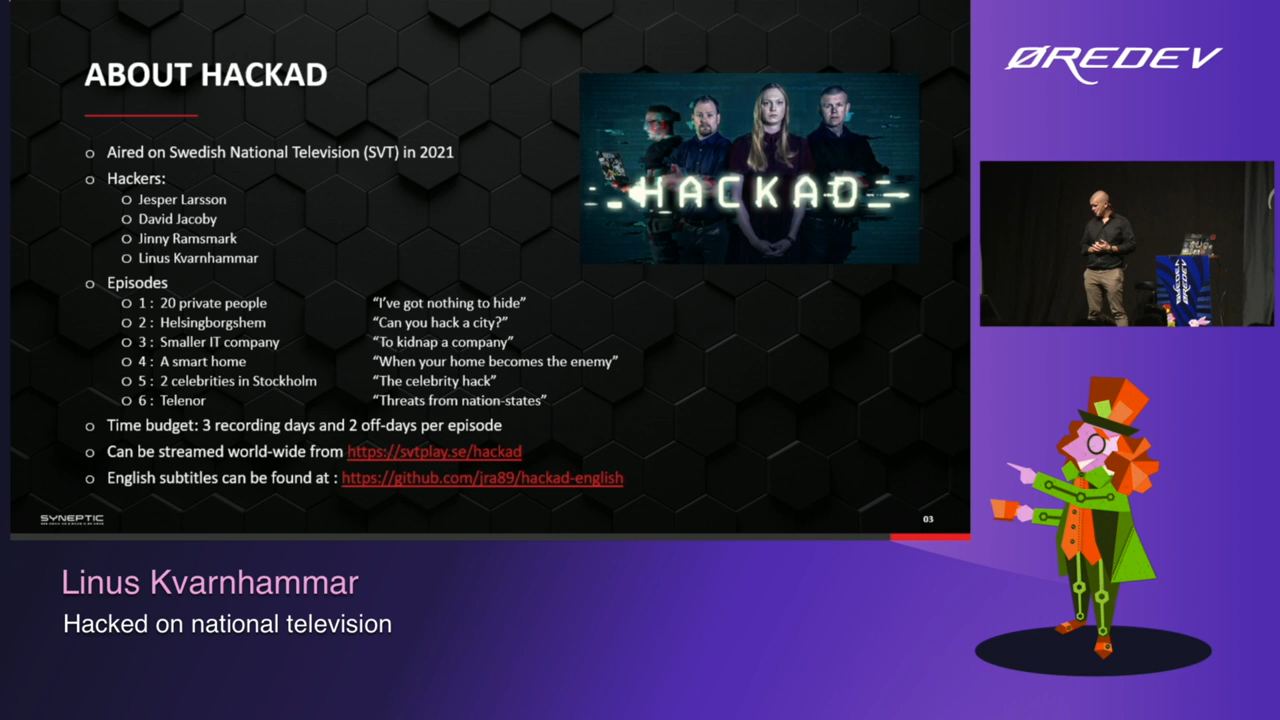 ABOUT HACKAD
o Aired on Swedish National Television (SVT) in 2021
o Hackers:
O Jesper Larsson
O David Jacoby
O Jinny Ramsmark
O Linus Kvarnhammar
o Episodes
O 1 : 20 private people “I’ve got nothing to hide”
O 2 : Helsingborgshem “Can you hack a city?”
O 3 : Smaller IT company “To kidnap a company”
O 4 : A smart home “When your home becomes the enemy”
O 5 : 2 celebrities in Stockholm “The celebrity hack”
O 6 : Telenor “Threats from nation-states”
o Time budget: 3 recording days and 2 off-days per episode
o Can be streamed world-wide from https://svtplay.se/hackad
o English subtitles can be found at : https://github.com/jra89/hackad-english
HACKAD
SYNEPTIC
03
ØREDEV
ØREDEV
ØREDEV
Linus Kvarnhammar
Hacked on national television